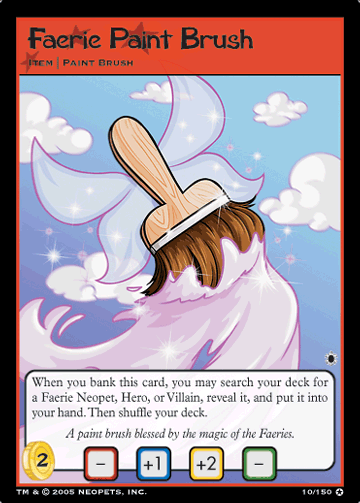 Faerie Paint Brush
Item | Paint Brush
When you bank this card, you may search your deck for
a Faerie Neopet, Hero, or Villain, reveal it, and put it into
your hand. Then shuffle your deck.
A paint brush blessed by the magic of the Faeries.
2 – +1 +2 –
TM & © 2005 NEOPETS, INC. 10/150